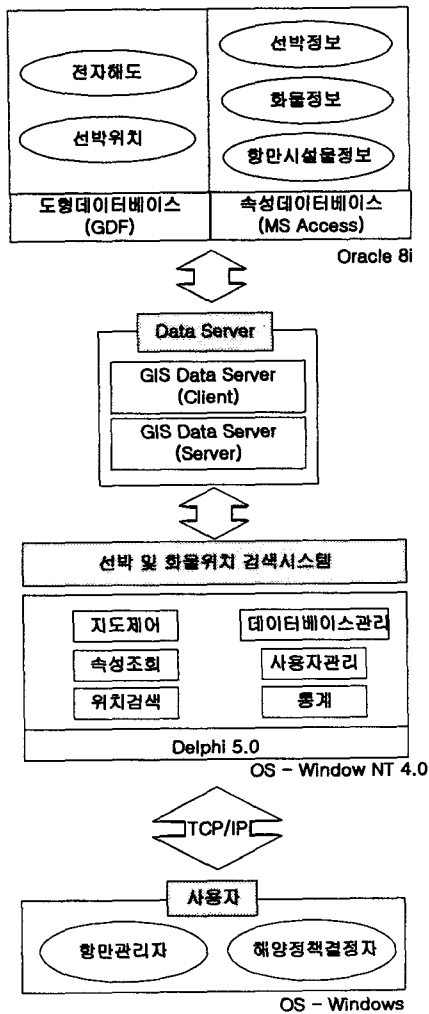 전자해도
선박위치
선박정보
화물정보
항만시설물정보
도형데이터베이스
(GDF)
속성데이터베이스
(MS Access)
Oracle 8i
Data Server
GIS Data Server
(Client)
GIS Data Server
(Server)
선박 및 화물위치 검색시스템
지도제어
데이터베이스관리
속성조회
사용자관리
위치검색
통계
Delphi 5.0
OS - Window NT 4.0
TCP/IP
사용자
항만관리자
해양정책결정자
OS - Windows